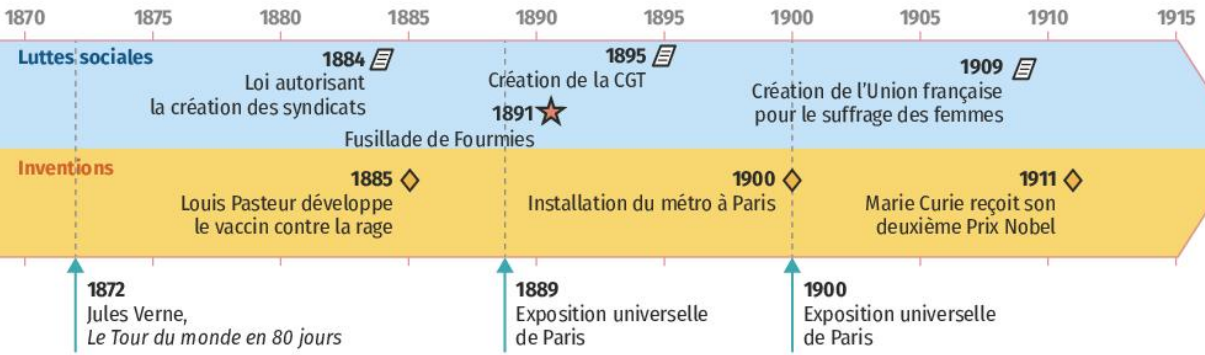 1870 1875 1880 1885 1890 1895 1900 1905 1910 1915
Luttes sociales
1884
Loi autorisant
la création des syndicats
1895
Création de la CGT
1891
Fusillade de Fourmies
1909
Création de l'Union française
pour le suffrage des femmes
Inventions
1885
Louis Pasteur développe
le vaccin contre la rage
1900
Installation du métro à Paris
1911
Marie Curie reçoit son
deuxième Prix Nobel
1872
Jules Verne,
Le Tour du monde en 80 jours
1889
Exposition universelle
de Paris
1900
Exposition universelle
de Paris